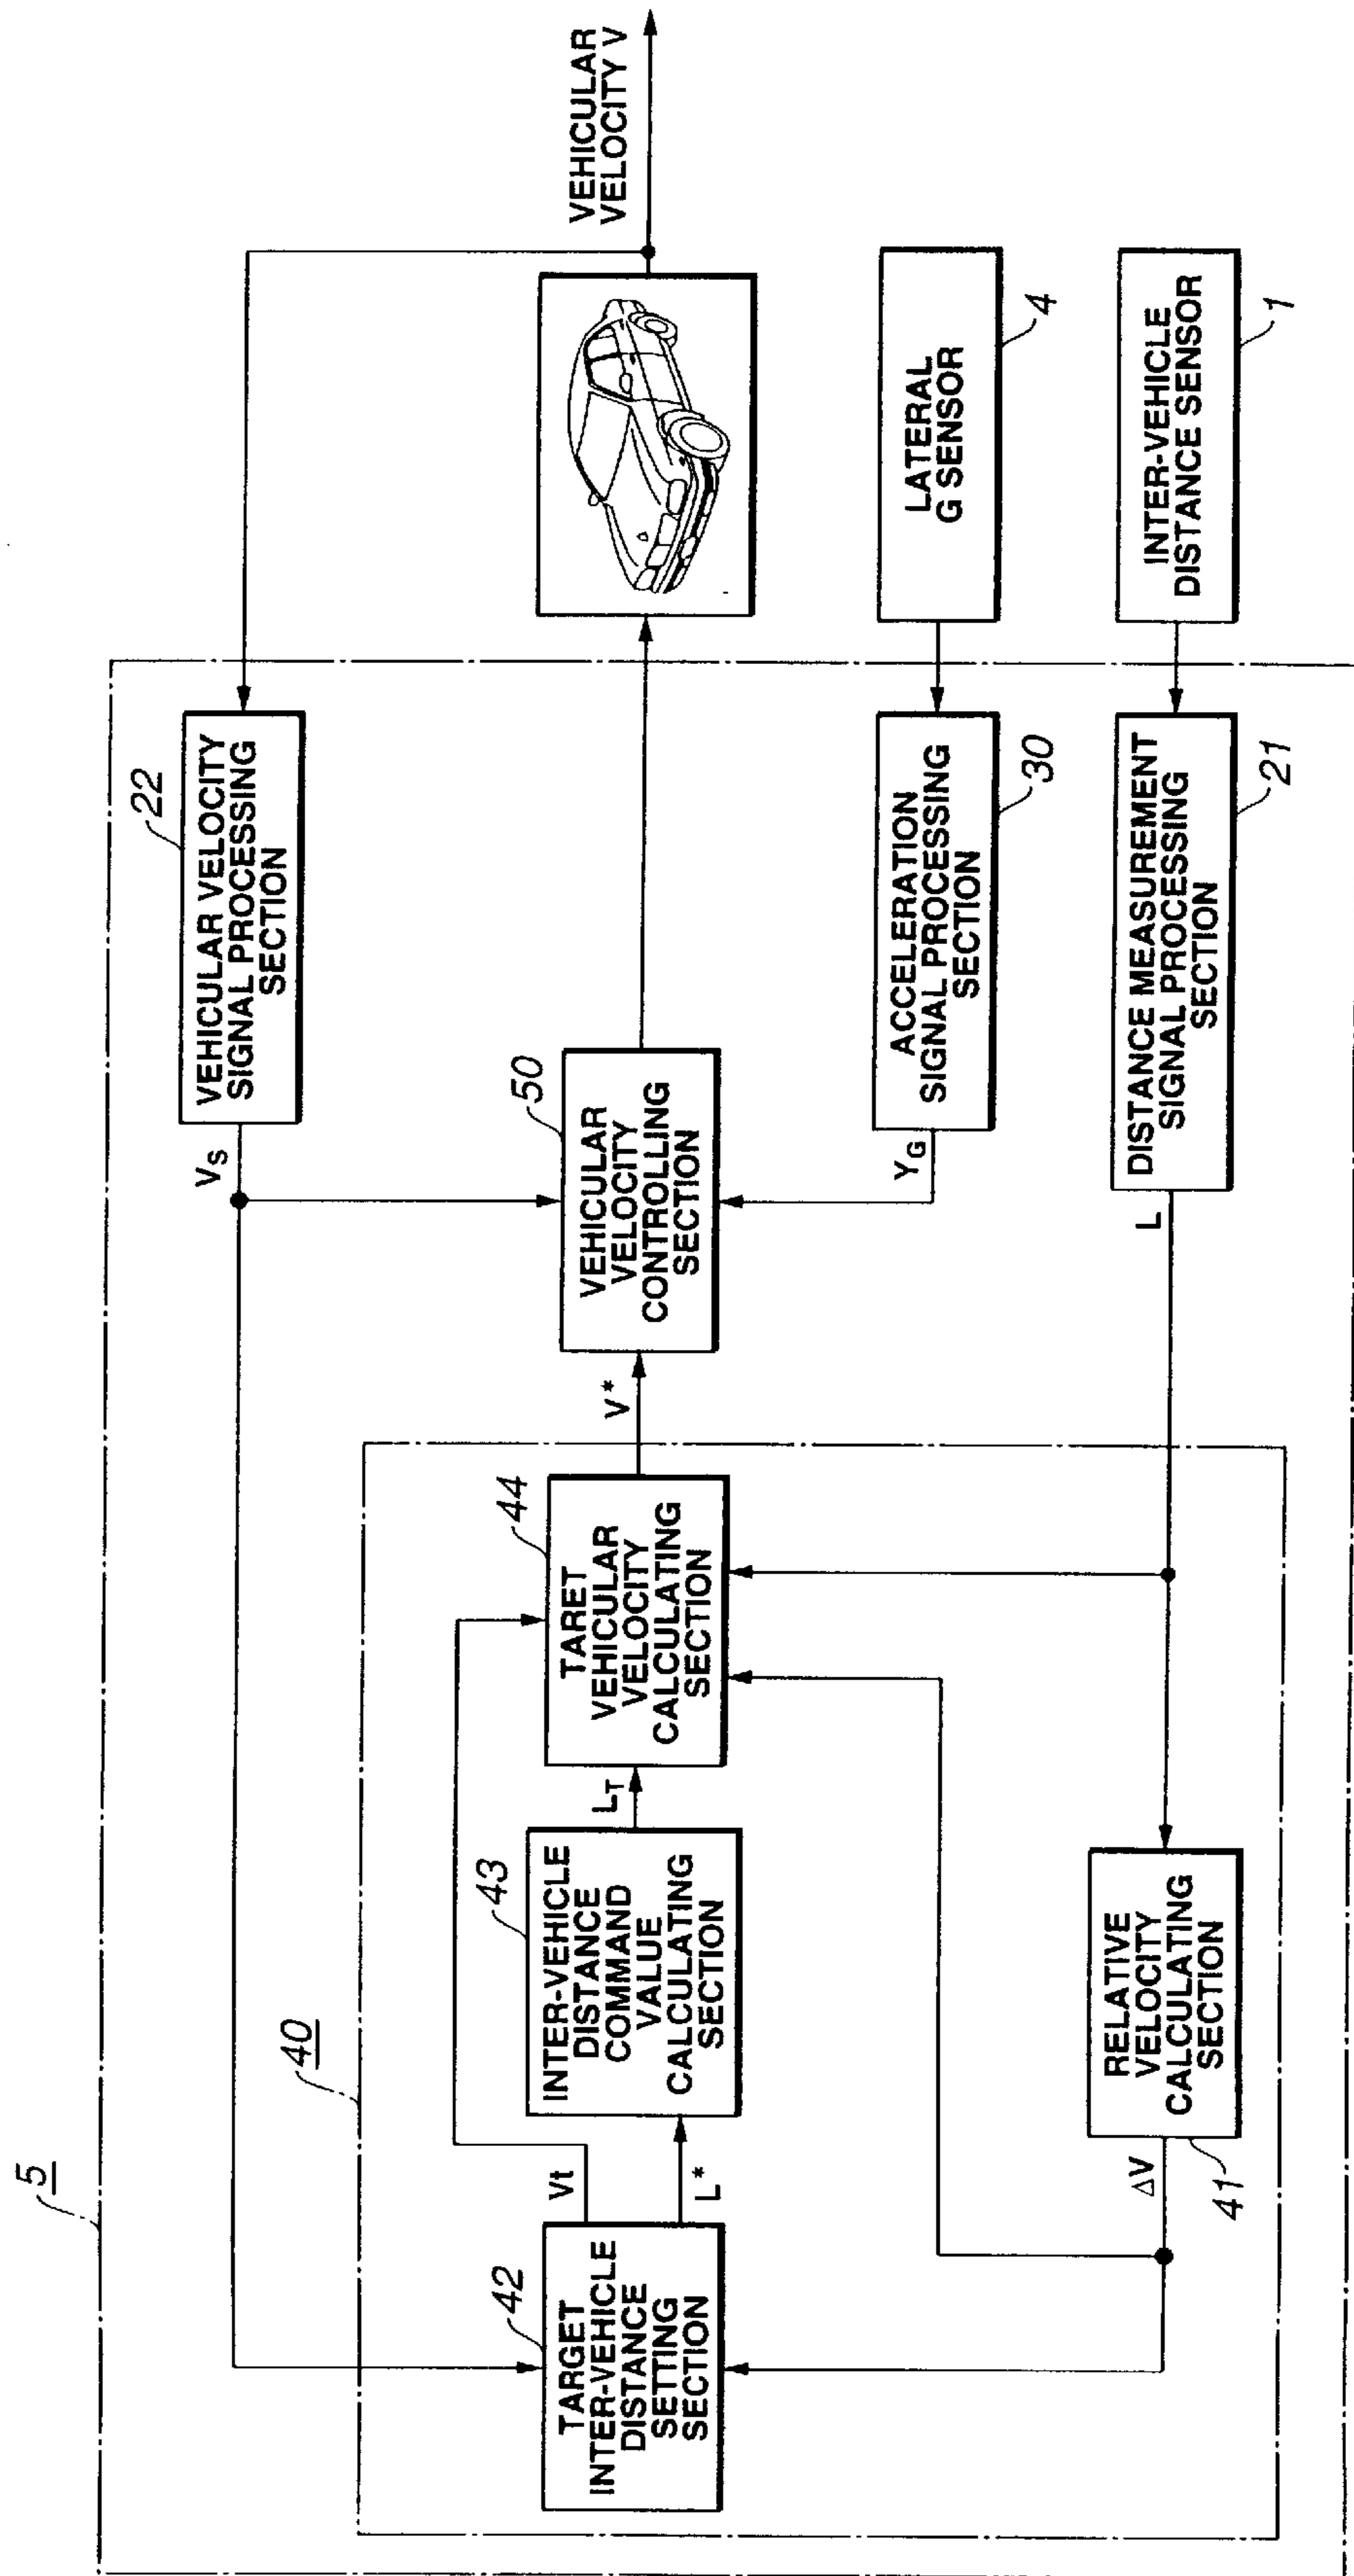 5
40
22
VEHICULAR VELOCITY
SIGNAL PROCESSING
SECTION
V_S
VEHICULAR
VELOCITY V
42
TARGET
INTER-VEHICLE
DISTANCE
SETTING
SECTION
Vt
L*
43
INTER-VEHICLE
DISTANCE
COMMAND
VALUE
CALCULATING
SECTION
L_T
44
TARET
VEHICULAR
VELOCITY
CALCULATING
SECTION
V*
50
VEHICULAR
VELOCITY
CONTROLLING
SECTION
Y_G
ACCELERATION
SIGNAL PROCESSING
SECTION
30
LATERAL
G SENSOR
4
ΔV
RELATIVE
VELOCITY
CALCULATING
SECTION
41
L
DISTANCE MEASUREMENT
SIGNAL PROCESSING
SECTION
21
INTER-VEHICLE
DISTANCE SENSOR
1